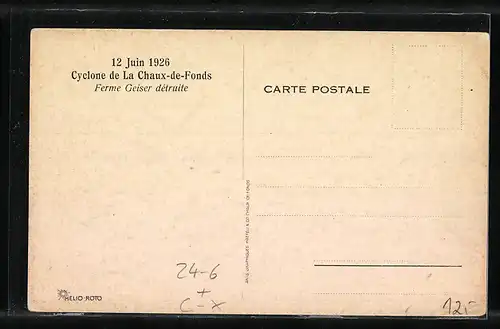 12 Juin 1926
Cyclone de La Chaux-de-Fonds
Ferme Geiser détruite
CARTE POSTALE
24-6
+
C-X
HELIO ROTO
12.-